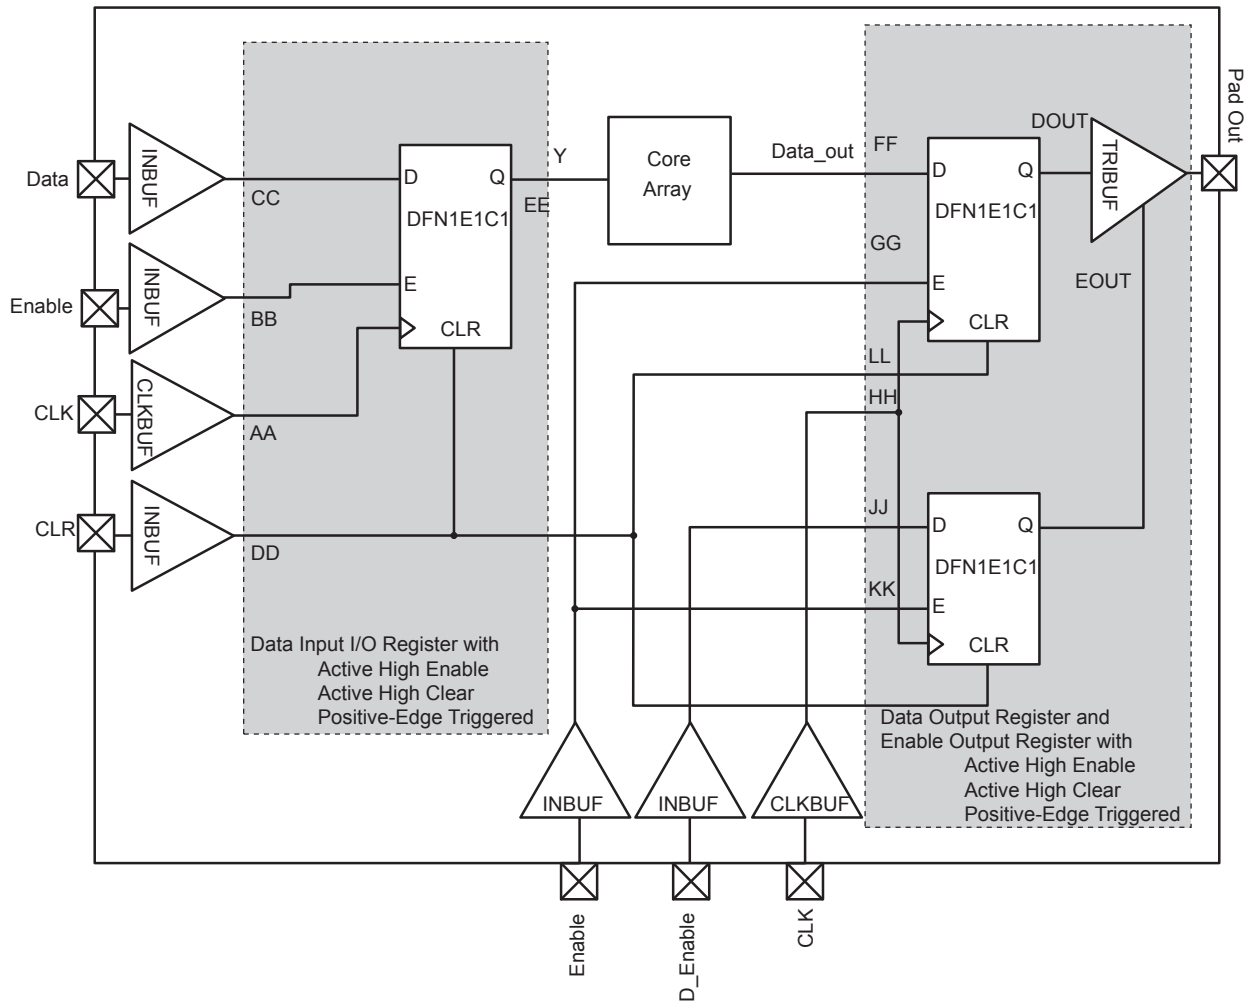 Data
INBUF
CC
D
Q
DFN1E1C1
E
CLR
Y
EE
Core
Array
Data_out
FF
D
Q
DFN1E1C1
GG
E
CLR
DOUT
TRIBUF
Pad Out
EOUT
Enable
INBUF
BB
CLK
CLKBUF
AA
CLR
INBUF
DD
LL
HH
JJ
D
Q
DFN1E1C1
KK
E
CLR
Data Input I/O Register with
Active High Enable
Active High Clear
Positive-Edge Triggered
Data Output Register and
Enable Output Register with
Active High Enable
Active High Clear
Positive-Edge Triggered
INBUF
INBUF
CLKBUF
Enable
D_Enable
CLK